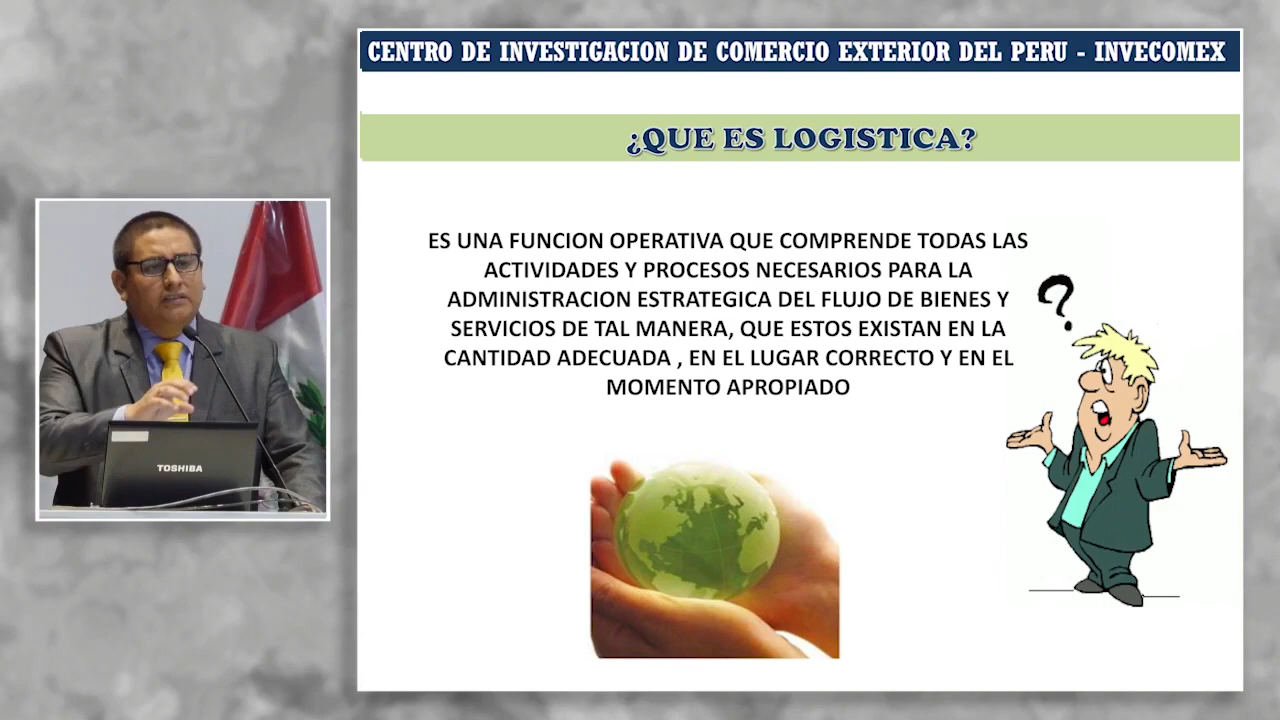 CENTRO DE INVESTIGACION DE COMERCIO EXTERIOR DEL PERU - INVECOMEX
¿QUE ES LOGISTICA?
ES UNA FUNCION OPERATIVA QUE COMPRENDE TODAS LAS
ACTIVIDADES Y PROCESOS NECESARIOS PARA LA
ADMINISTRACION ESTRATEGICA DEL FLUJO DE BIENES Y
SERVICIOS DE TAL MANERA, QUE ESTOS EXISTAN EN LA
CANTIDAD ADECUADA , EN EL LUGAR CORRECTO Y EN EL
MOMENTO APROPIADO
?
TOSHIBA